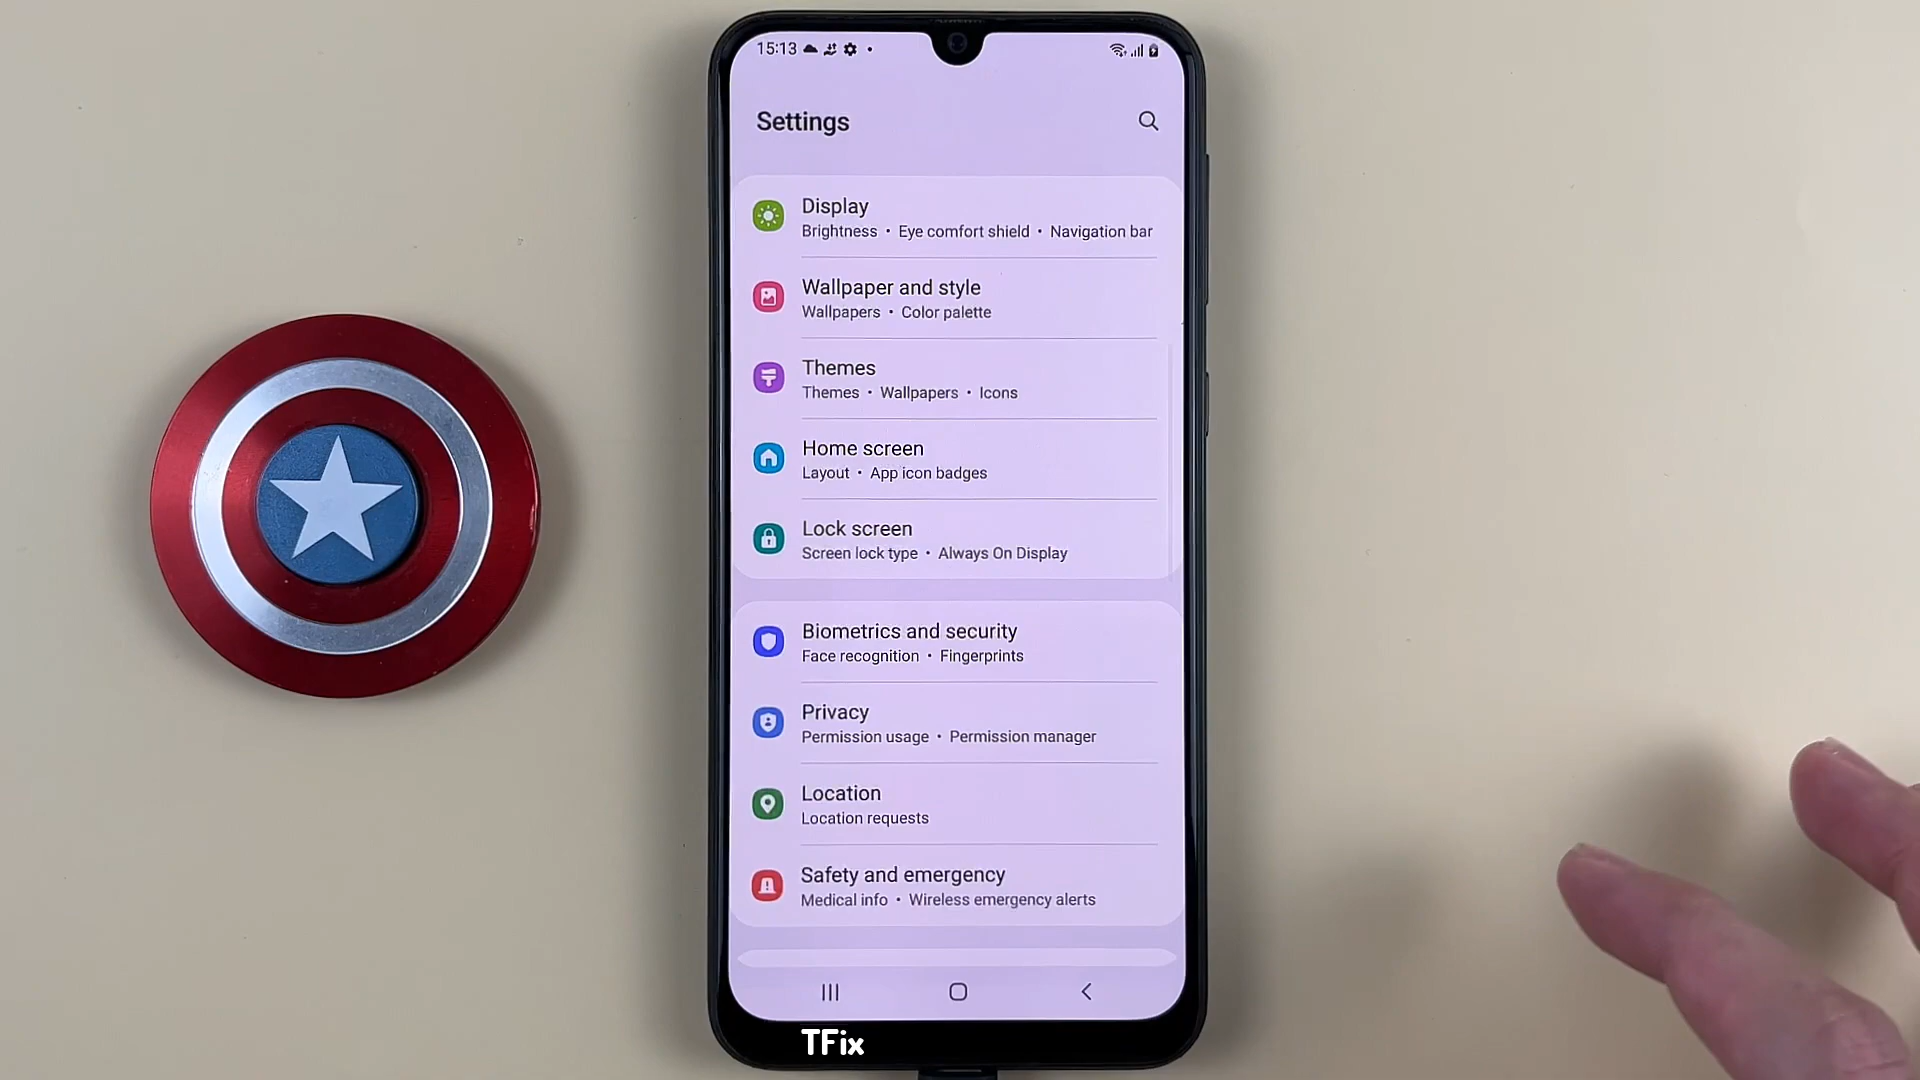 15:13
Settings
Display
Brightness • Eye comfort shield • Navigation bar
Wallpaper and style
Wallpapers • Color palette
Themes
Themes • Wallpapers • Icons
Home screen
Layout • App icon badges
Lock screen
Screen lock type • Always On Display
Biometrics and security
Face recognition • Fingerprints
Privacy
Permission usage • Permission manager
Location
Location requests
Safety and emergency
Medical info • Wireless emergency alerts
TFix